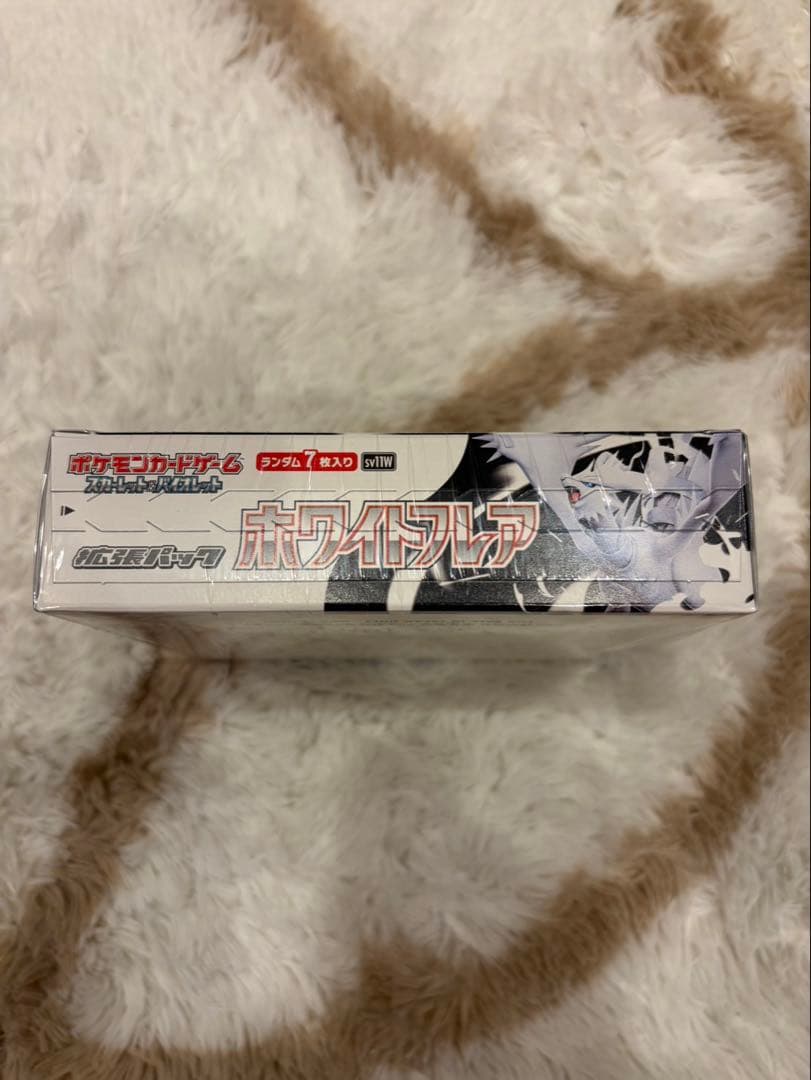 ポケモンカードゲーム
スカーレット&バイオレット
ランダム7枚入り sv11W
拡張パック
ホワイトフレア